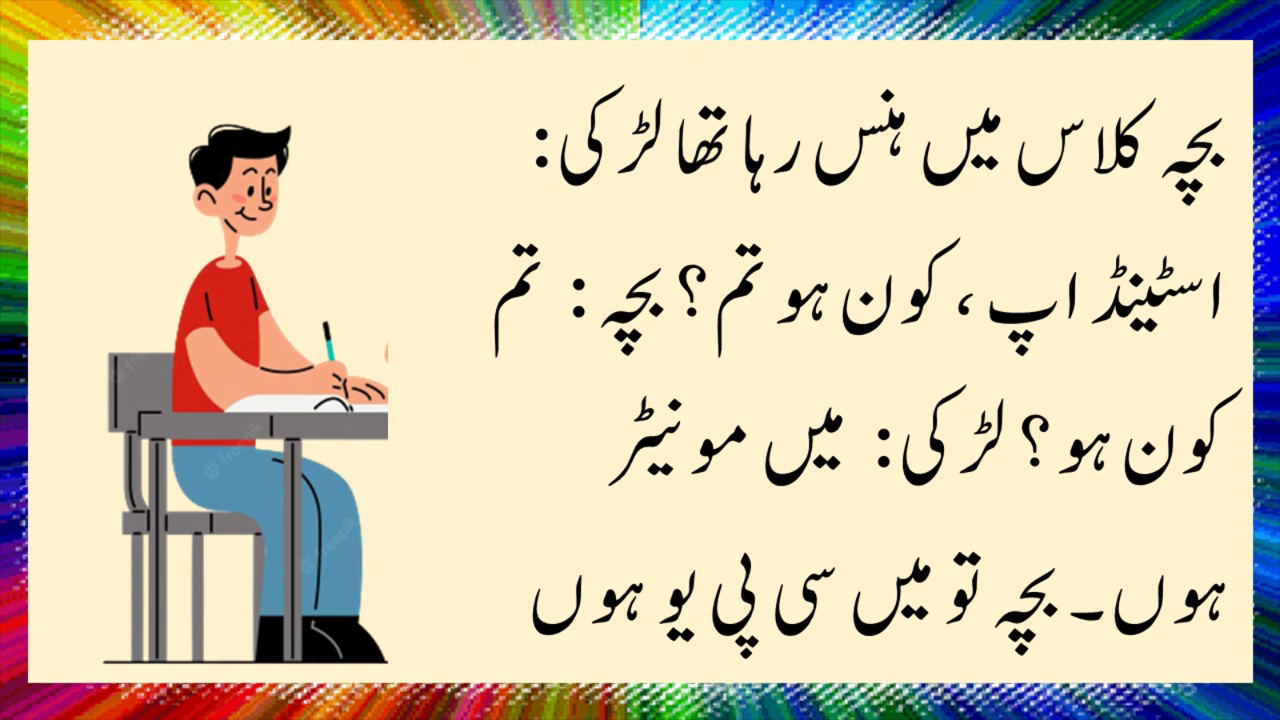 بچہ کلاس میں ہنس رہا تھا لڑکی:
اسٹینڈ اپ، کون ہو تم؟ بچہ: تم
کون ہو؟ لڑکی: میں مونیٹر
ہوں۔ بچہ تو میں سی پی یو ہوں